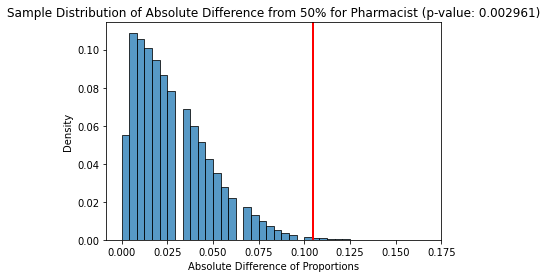 Sample Distribution of Absolute Difference from 50% for Pharmacist (p-value: 0.002961)
0.10
0.08
0.06
0.04
0.02
0.00
Density
0.000 0.025 0.050 0.075 0.100 0.125 0.150 0.175
Absolute Difference of Proportions